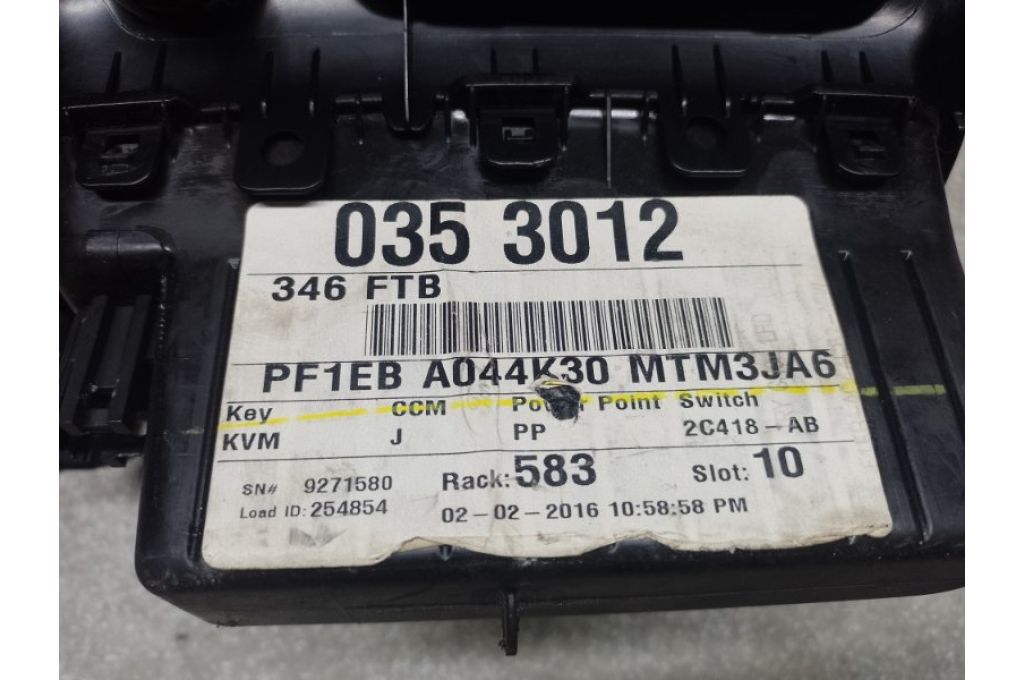 035 3012
346 FTB
PF1EB A044K30 MTM3JA6
Key CCM Power Point Switch
KVM J PP 2C418-AB
SN# 9271580 Rack: 583 Slot: 10
Load ID: 254854 02-02-2016 10:58:58 PM